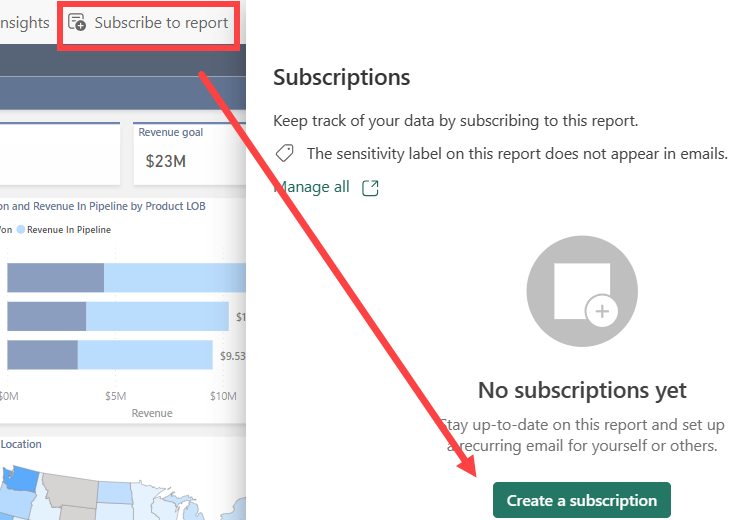 nsights
Subscribe to report
Revenue goal
$23M
on and Revenue In Pipeline by Product LOB
Von Revenue In Pipeline
$1
$9.53
$0M
$5M
$10M
Revenue
Location
Subscriptions
Keep track of your data by subscribing to this report.
The sensitivity label on this report does not appear in emails.
Manage all
No subscriptions yet
Stay up-to-date on this report and set up
a recurring email for yourself or others.
Create a subscription